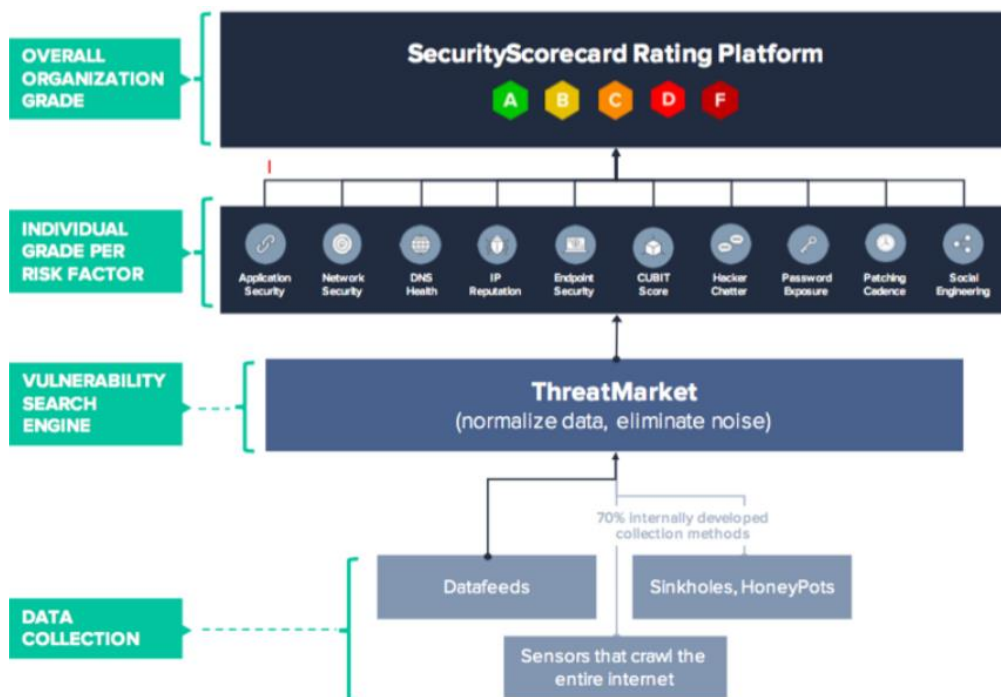 OVERALL
ORGANIZATION
GRADE
SecurityScorecard Rating Platform
A B C D F
INDIVIDUAL
GRADE PER
RISK FACTOR
Application
Security
Network
Security
DNS
Health
IP
Reputation
Endpoint
Security
CUBIT
Score
Hacker
Chatter
Password
Exposure
Patching
Cadence
Social
Engineering
VULNERABILITY
SEARCH
ENGINE
ThreatMarket
(normalize data, eliminate noise)
70% internally developed
collection methods
DATA
COLLECTION
Datafeeds
Sinkholes, HoneyPots
Sensors that crawl the
entire internet